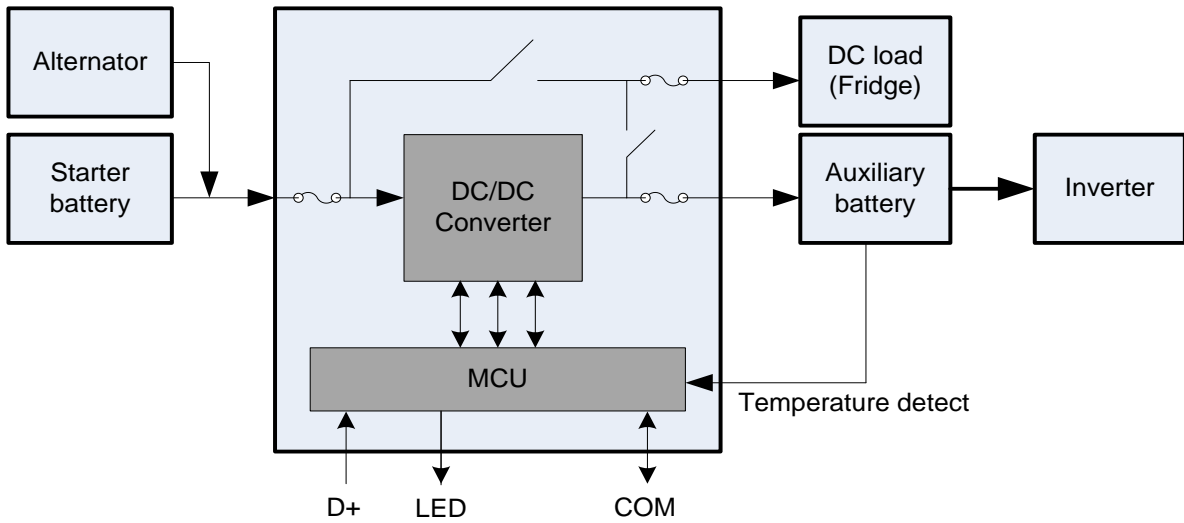 Alternator
Starter
battery
DC/DC
Converter
MCU
DC load
(Fridge)
Auxiliary
battery
Inverter
Temperature detect
D+
LED
COM